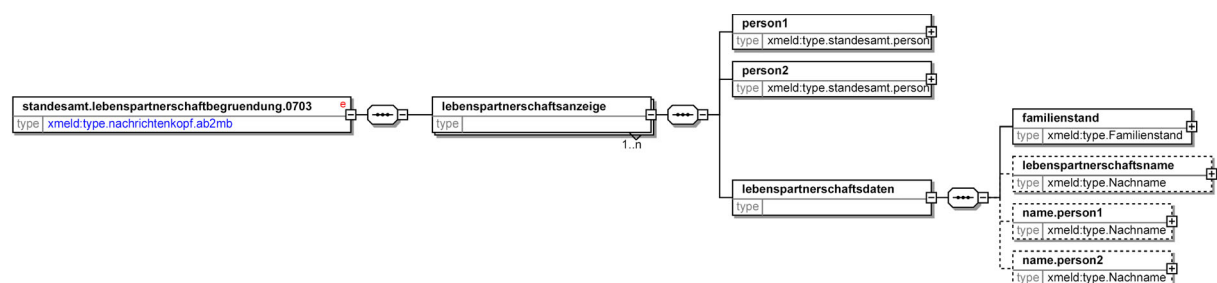 standesamt.lebenspartnerschaftbegruendung.0703 e
type xmeld:type.nachrichtenkopf.ab2mb
lebenspartnerschaftsanzeige
type
1..n
person1
type xmeld:type.standesamt.person
person2
type xmeld:type.standesamt.person
lebenspartnerschaftsdaten
type
familienstand
type xmeld:type.Familienstand
lebenspartnerschaftsname
type xmeld:type.Nachname
name.person1
type xmeld:type.Nachname
name.person2
type xmeld:type.Nachname